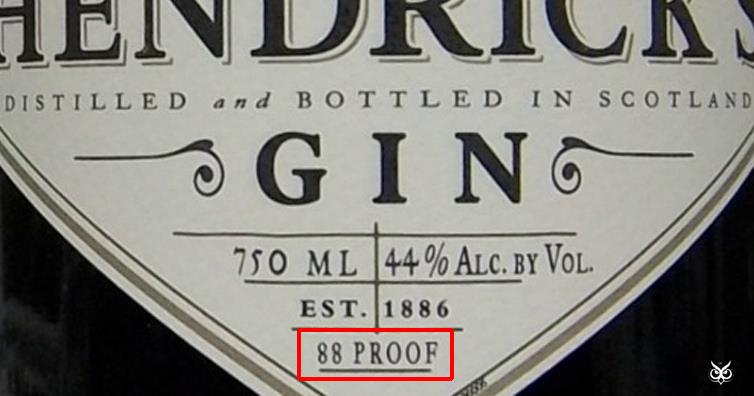 HENDRICK'S
DISTILLED and BOTTLED IN SCOTLAND
GIN
750 ML 44% ALC. BY VOL.
EST. 1886
88 PROOF